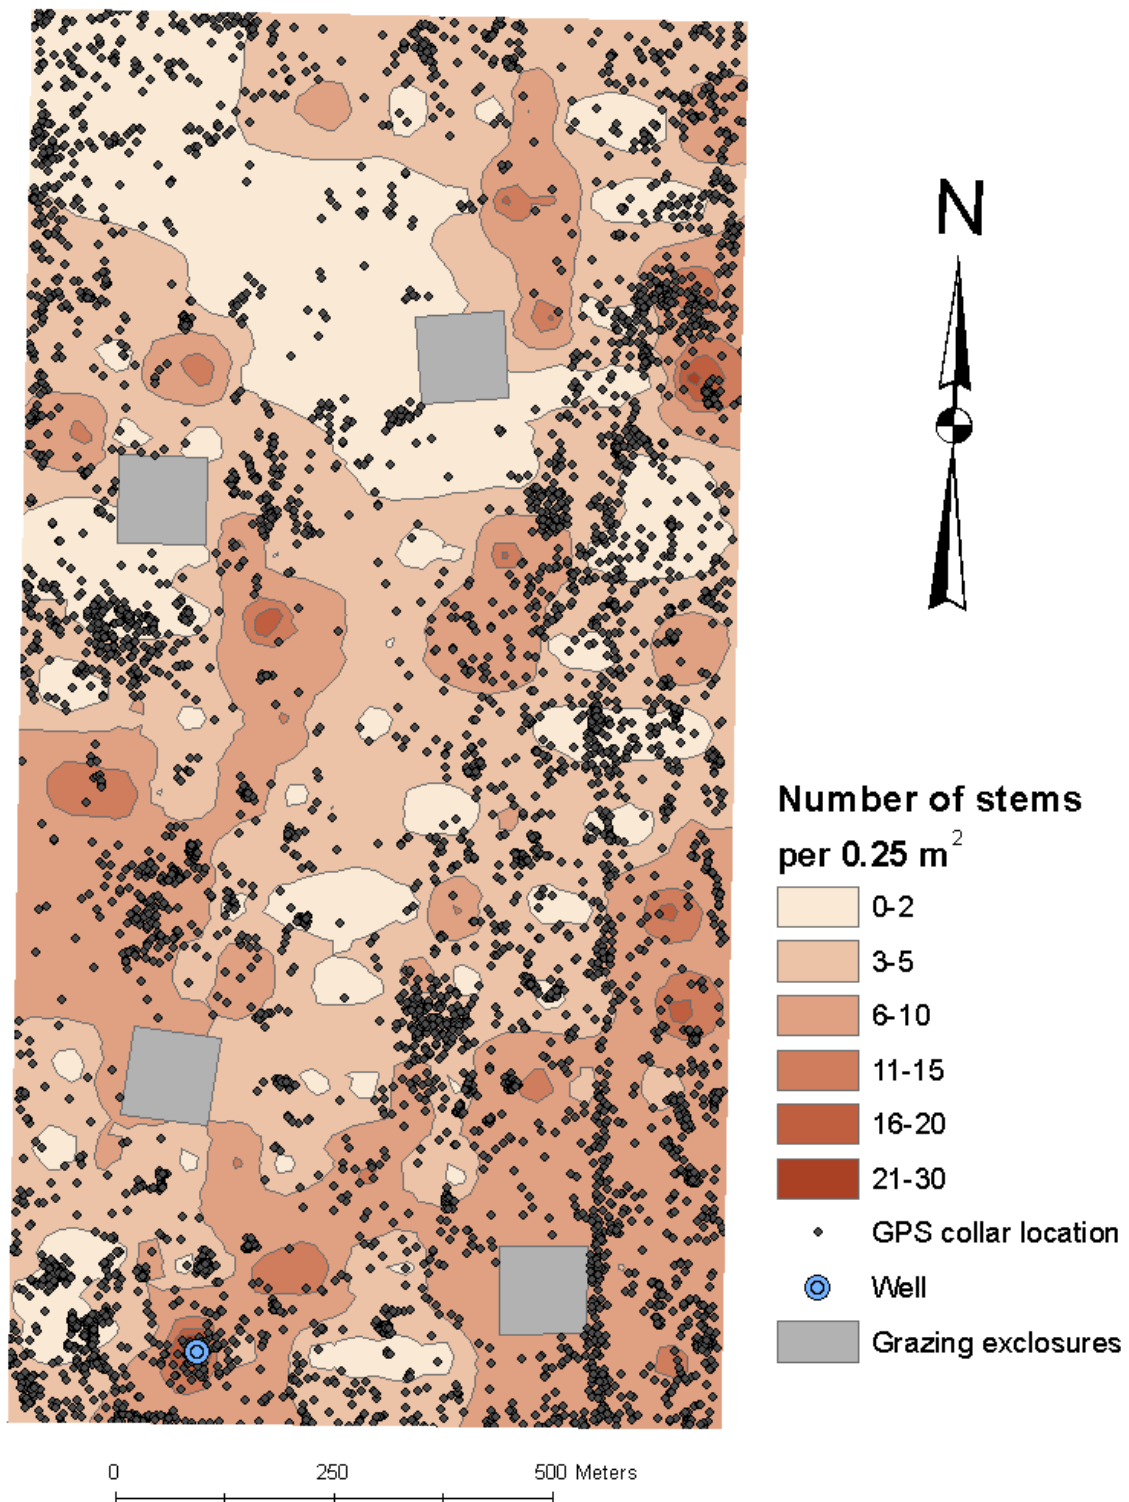 N
Number of stems
per 0.25 m²
0-2
3-5
6-10
11-15
16-20
21-30
GPS collar location
Well
Grazing exclosures
0 250 500 Meters